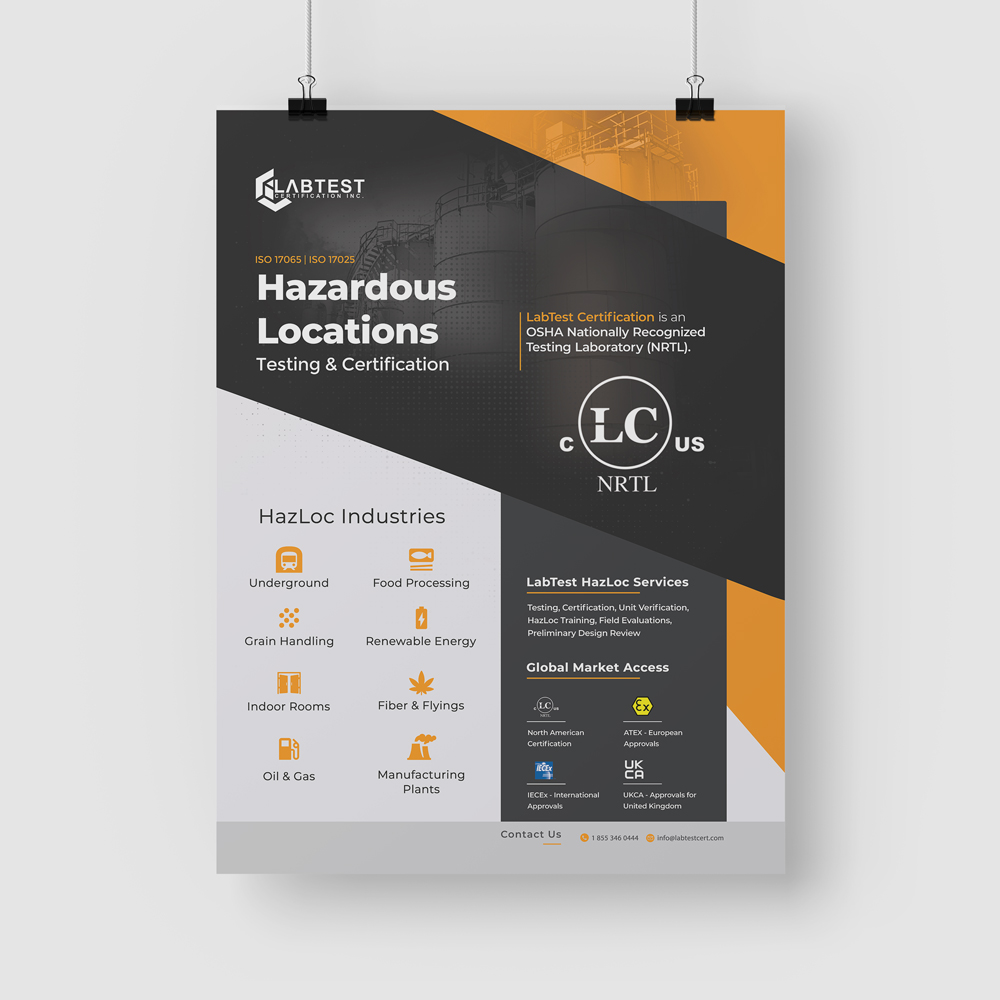 LABTEST
CERTIFICATION INC.
ISO 17065 | ISO 17025
Hazardous
Locations
Testing & Certification
LabTest Certification is an
OSHA Nationally Recognized
Testing Laboratory (NRTL).
C LC US
NRTL
HazLoc Industries
Underground
Food Processing
Grain Handling
Renewable Energy
Indoor Rooms
Fiber & Flyings
Oil & Gas
Manufacturing
Plants
LabTest HazLoc Services
Testing, Certification, Unit Verification,
HazLoc Training, Field Evaluations,
Preliminary Design Review
Global Market Access
C LC US
NRTL
North American
Certification
Ex
ATEX - European
Approvals
IECEx
IECEx - International
Approvals
UK
CA
UKCA - Approvals for
United Kingdom
Contact Us
1 855 346 0444
info@labtestcert.com